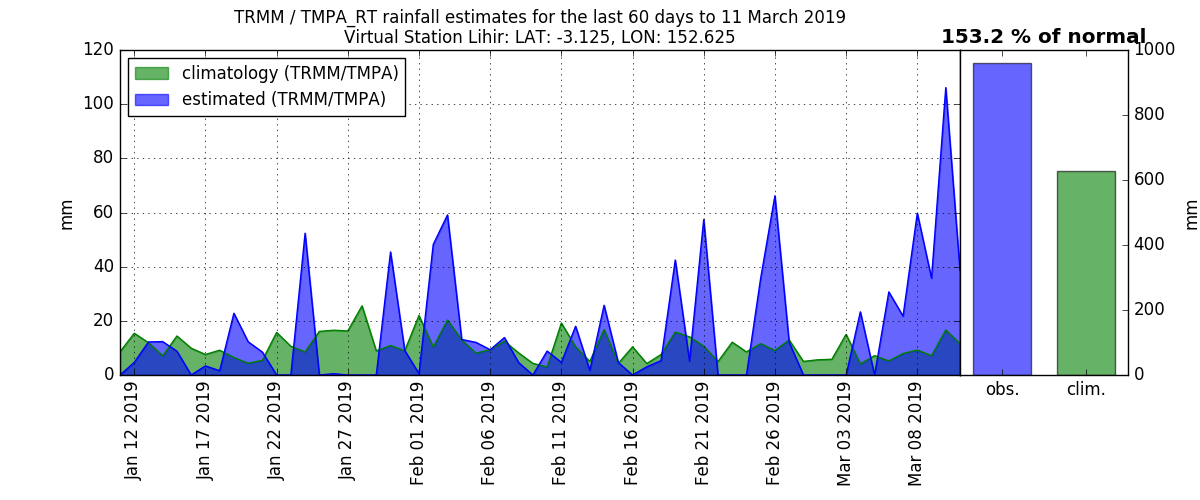 TRMM / TMPA_RT rainfall estimates for the last 60 days to 11 March 2019
Virtual Station Lihir: LAT: -3.125, LON: 152.625
153.2 % of normal
climatology (TRMM/TMPA)
estimated (TRMM/TMPA)
120
100
80
60
40
20
0
mm
1000
800
600
400
200
0
mm
obs.
clim.
Jan 12 2019
Jan 17 2019
Jan 22 2019
Jan 27 2019
Feb 01 2019
Feb 06 2019
Feb 11 2019
Feb 16 2019
Feb 21 2019
Feb 26 2019
Mar 03 2019
Mar 08 2019